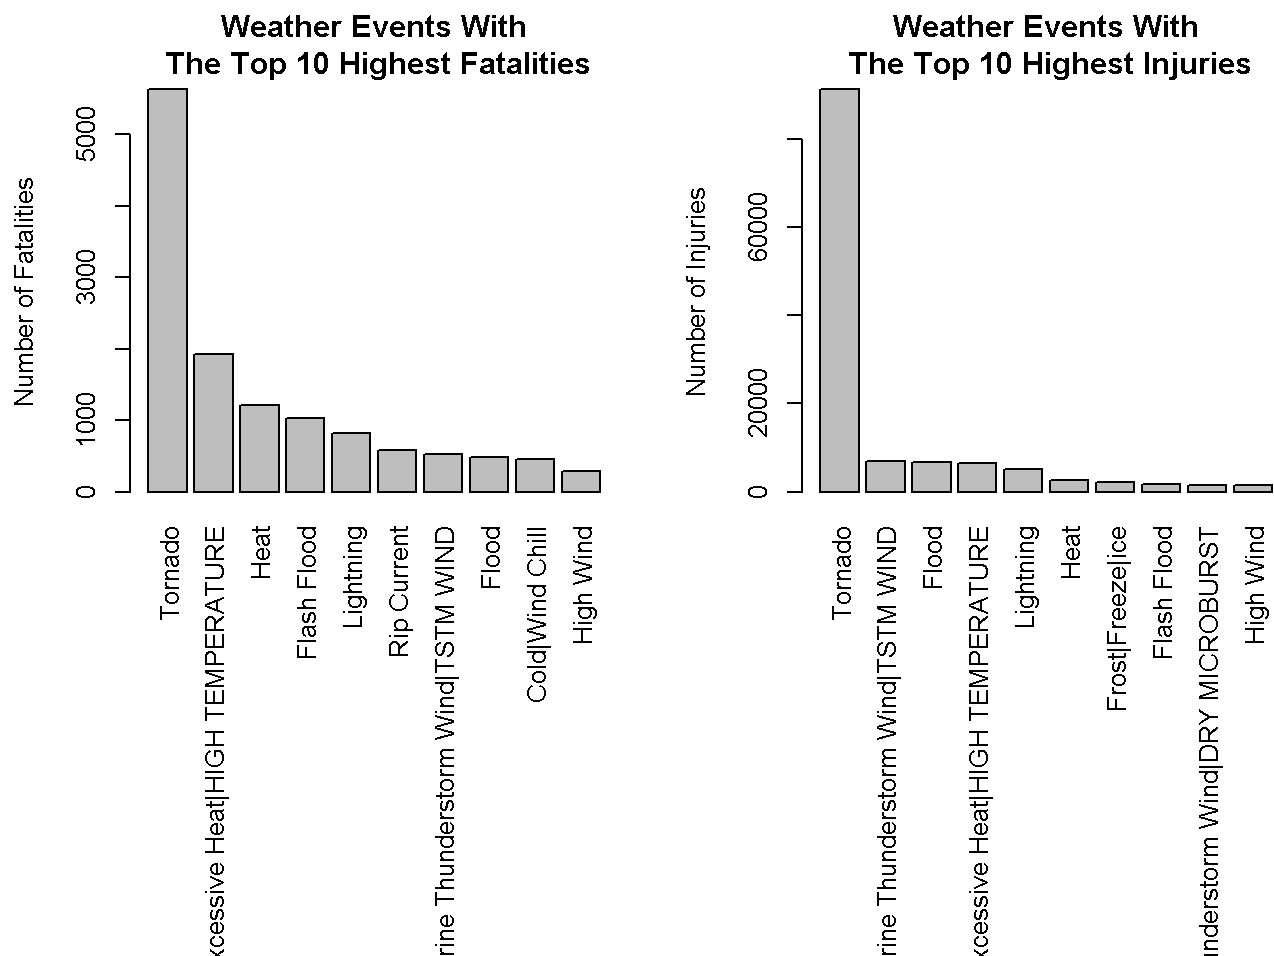 Weather Events With
The Top 10 Highest Fatalities
Number of Fatalities
5000
3000
1000
0
Tornado
xcessive Heat|HIGH TEMPERATURE
Heat
Flash Flood
Lightning
Rip Current
rine Thunderstorm Wind|TSTM WIND
Flood
Cold|Wind Chill
High Wind
Weather Events With
The Top 10 Highest Injuries
Number of Injuries
60000
20000
0
Tornado
rine Thunderstorm Wind|TSTM WIND
Flood
xcessive Heat|HIGH TEMPERATURE
Lightning
Heat
Frost|Freeze|ice
Flash Flood
understorm Wind|DRY MICROBURST
High Wind